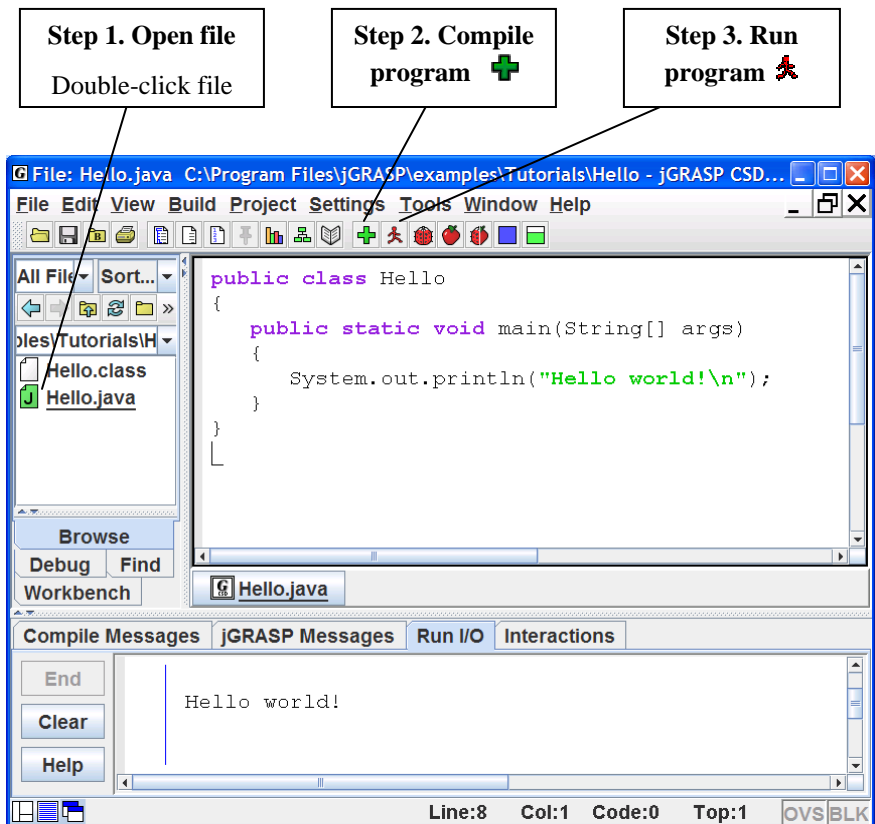 Step 1. Open file
Double-click file
Step 2. Compile
program
Step 3. Run
program
File: Hello.java C:\Program Files\jGRASP\examples\Tutorials\Hello - jGRASP CSD...
File Edit View Build Project Settings Tools Window Help
All File Sort...
ples\Tutorials\H
Hello.class
Hello.java
Browse
Debug Find
Workbench
public class Hello
{
public static void main(String[] args)
{
System.out.println("Hello world!\n");
}
}
Hello.java
Compile Messages jGRASP Messages Run I/O Interactions
End
Clear
Help
Hello world!
Line:8 Col:1 Code:0 Top:1 OVS BLK